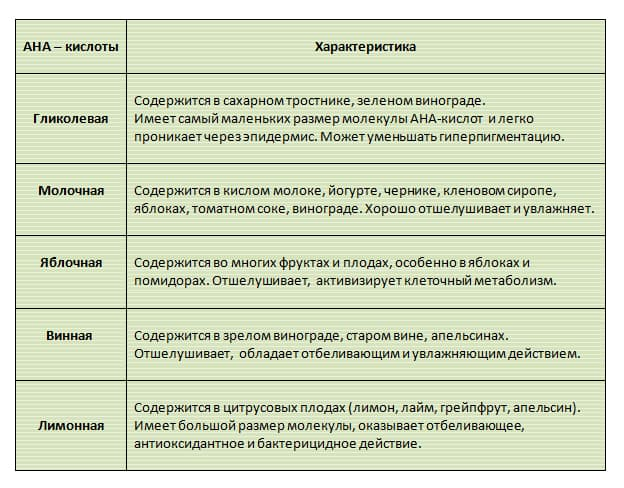 АНА – кислоты
Характеристика
Гликолевая
Содержится в сахарном тростнике, зеленом винограде.
Имеет самый маленьких размер молекулы АНА-кислот и легко
проникает через эпидермис. Может уменьшать гиперпигментацию.
Молочная
Содержится в кислом молоке, йогурте, чернике, кленовом сиропе,
яблоках, томатном соке, винограде. Хорошо отшелушивает и увлажняет.
Яблочная
Содержится во многих фруктах и плодах, особенно в яблоках и
помидорах. Отшелушивает, активизирует клеточный метаболизм.
Винная
Содержится в зрелом винограде, старом вине, апельсинах.
Отшелушивает, обладает отбеливающим и увлажняющим действием.
Лимонная
Содержится в цитрусовых плодах (лимон, лайм, грейпфрут, апельсин).
Имеет большой размер молекулы, оказывает отбеливающее,
антиоксидантное и бактерицидное действие.